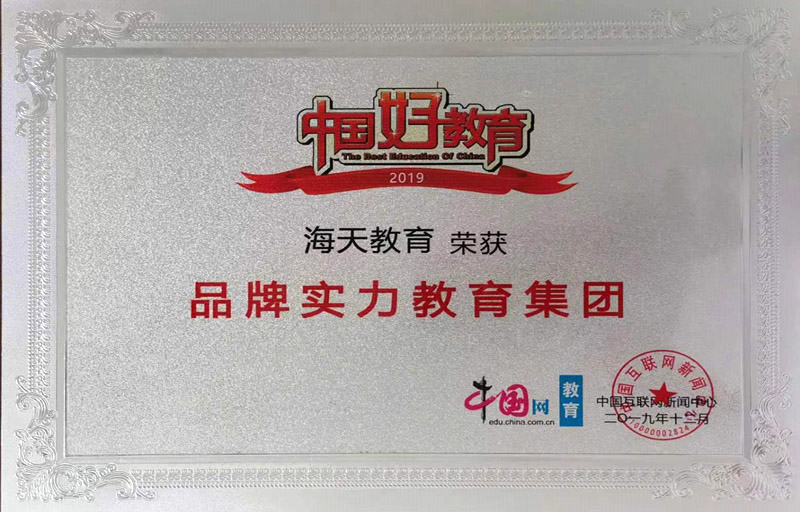 中国好教育
The Best Education Of China
2019
海天教育 荣获
品牌实力教育集团
中国网 教育
edu.china.com.cn
中国互联网新闻中心
二〇一九年十二月